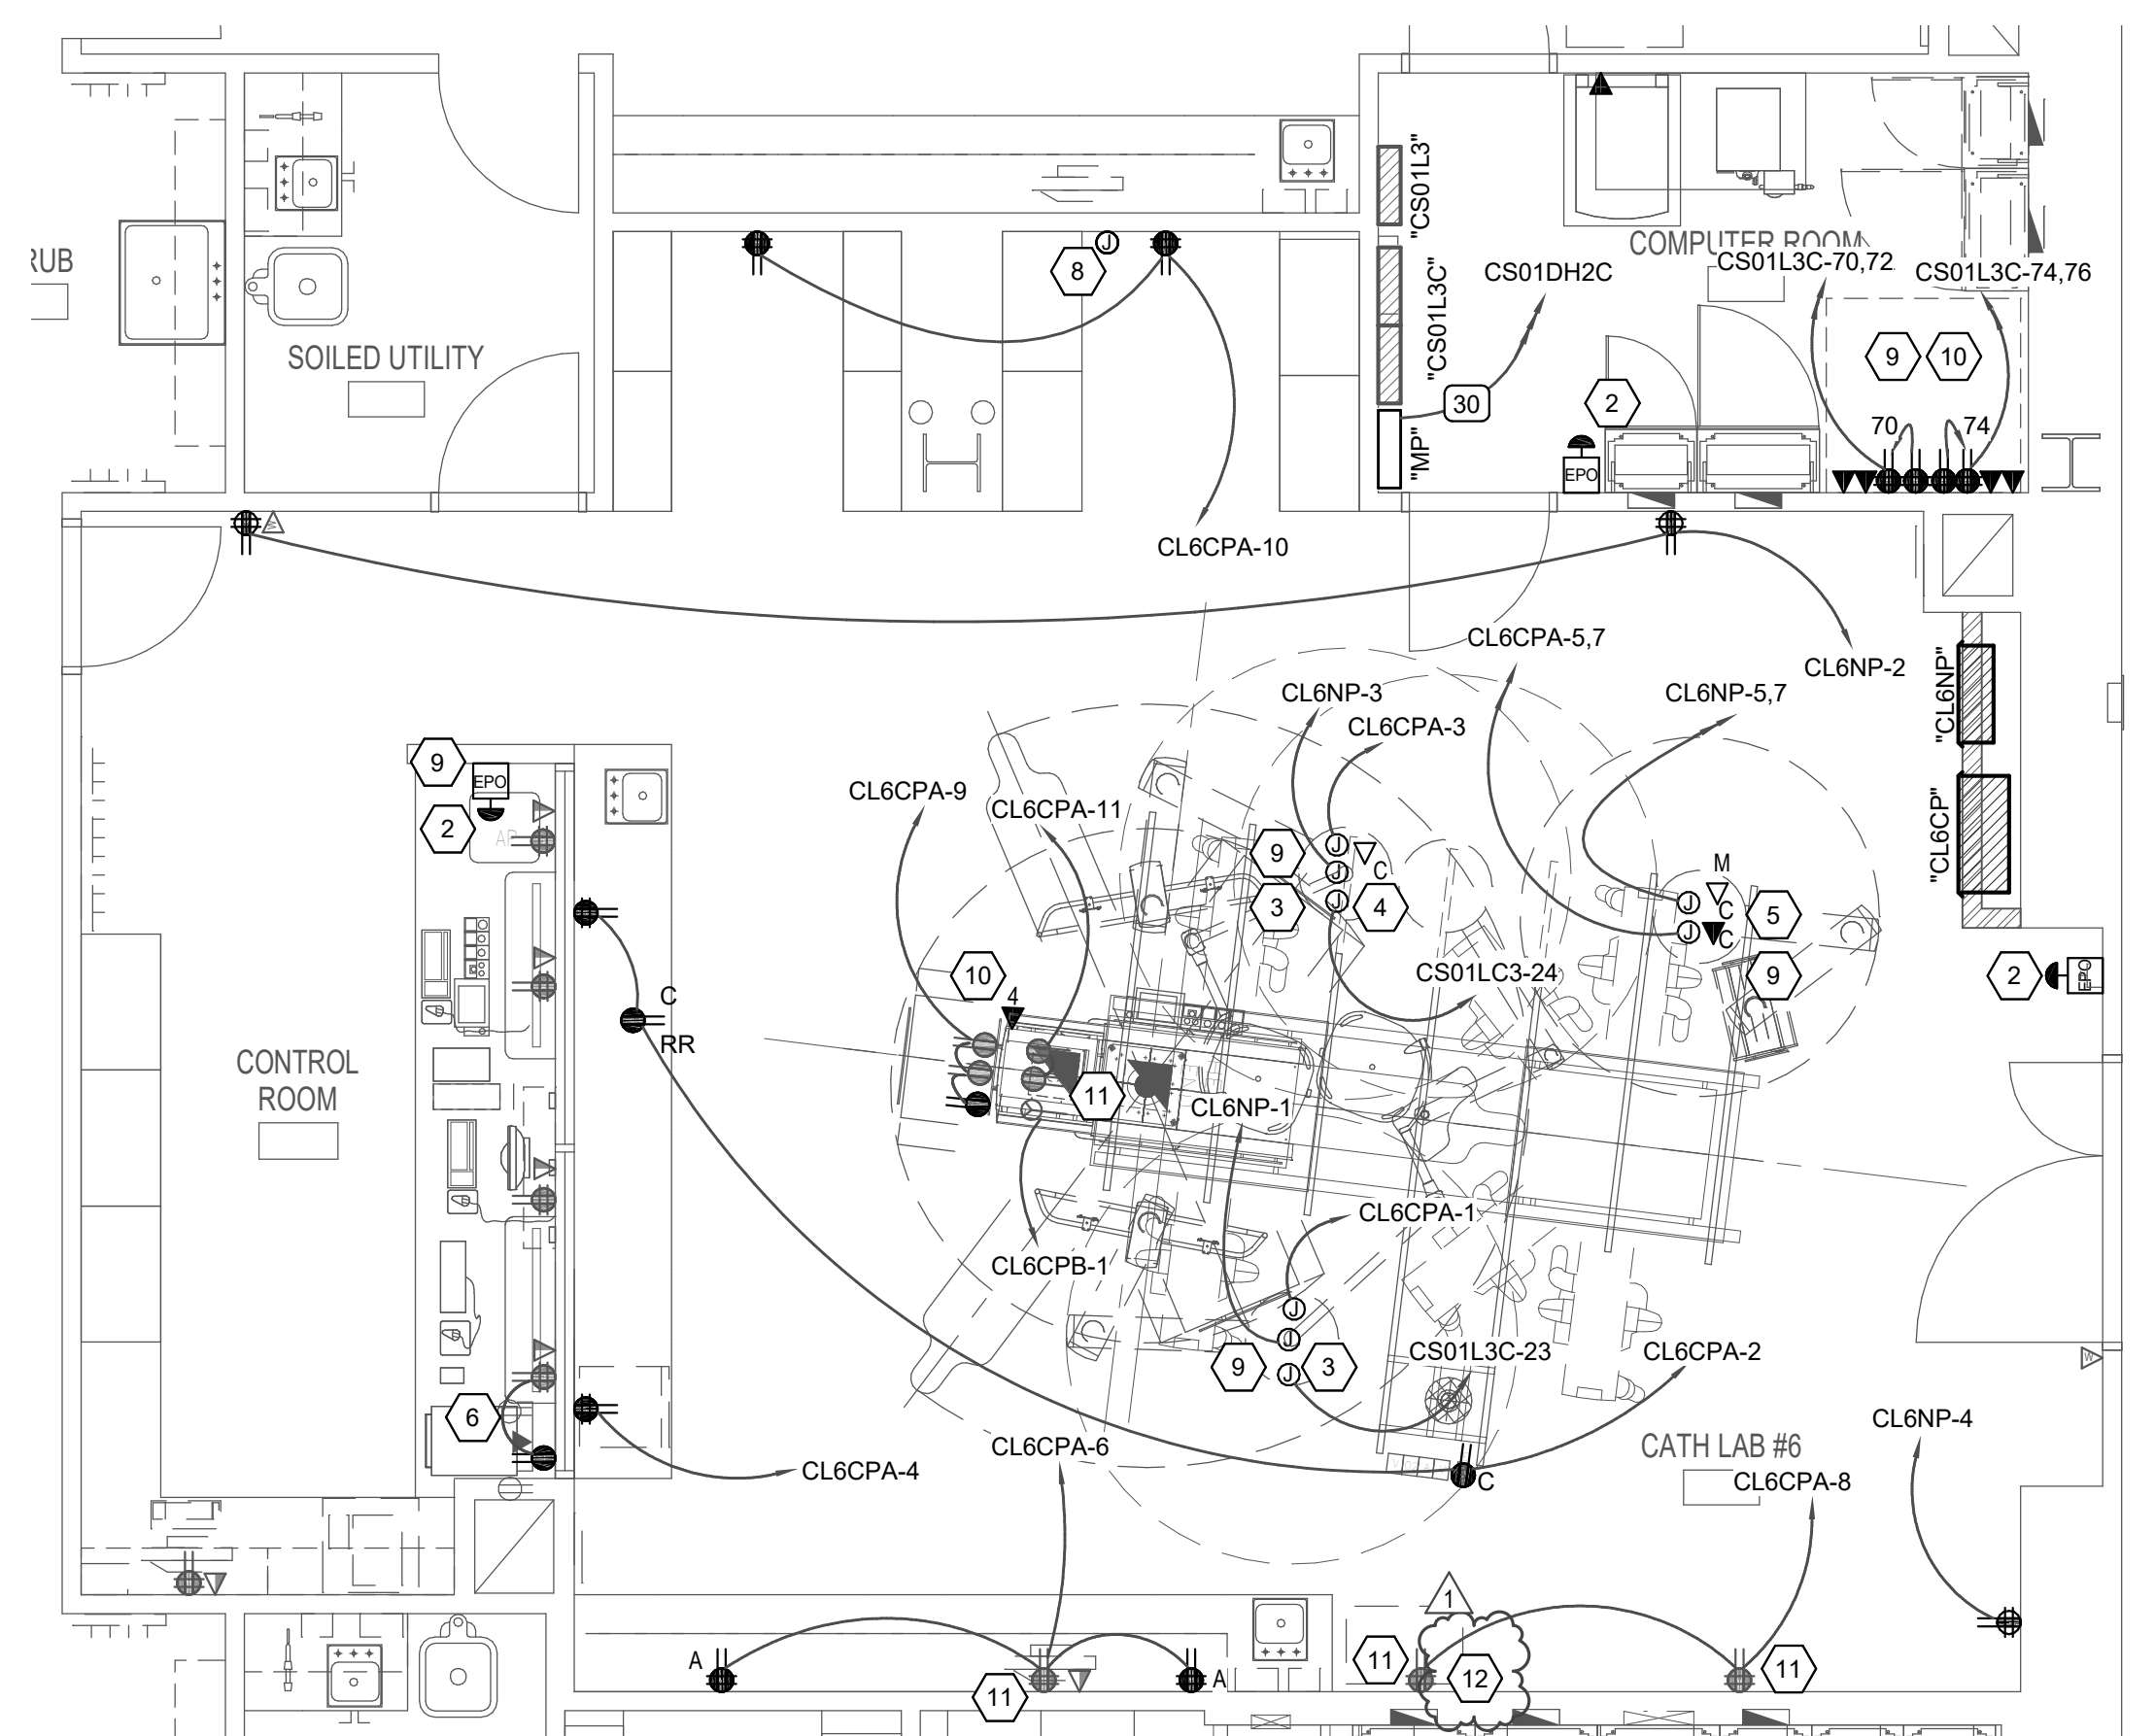 "CS01L3"
COMPUTER ROOM
CS01L3C-70,72
CS01L3C-74,76
CS01DH2C
"CS01L3C"
8
RUB
SOILED UTILITY
9
10
30
2
70
74
"MP"
EPO
W
CL6CPA-10
CL6CPA-5,7
CL6NP-2
CL6NP-3
CL6NP-5,7
"CL6NP"
CL6CPA-3
9
EPO
CL6CPA-9
CL6CPA-11
2
"CL6CP"
J
9
C
J
M
3
J
4
J
C
5
J
C
10
CS01LC3-24
9
2
EPO
4
C
RR
CONTROL
ROOM
11
CL6NP-1
CL6CPA-1
CL6CPB-1
J
J
CS01L3C-23
CL6CPA-2
9
J
3
W
6
CL6NP-4
CL6CPA-6
CATH LAB #6
CL6CPA-4
C
CL6CPA-8
1
A
11
A
11
12
11